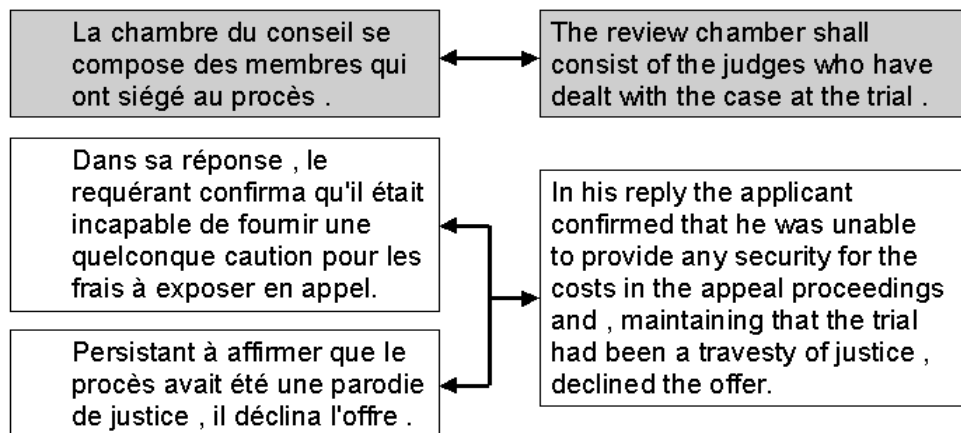 La chambre du conseil se
compose des membres qui
ont siégé au procès .
The review chamber shall
consist of the judges who have
dealt with the case at the trial .
Dans sa réponse , le
requérant confirma qu'il était
incapable de fournir une
quelconque caution pour les
frais à exposer en appel.
Persistant à affirmer que le
procès avait été une parodie
de justice , il déclina l'offre .
In his reply the applicant
confirmed that he was unable
to provide any security for the
costs in the appeal proceedings
and , maintaining that the trial
had been a travesty of justice ,
declined the offer.